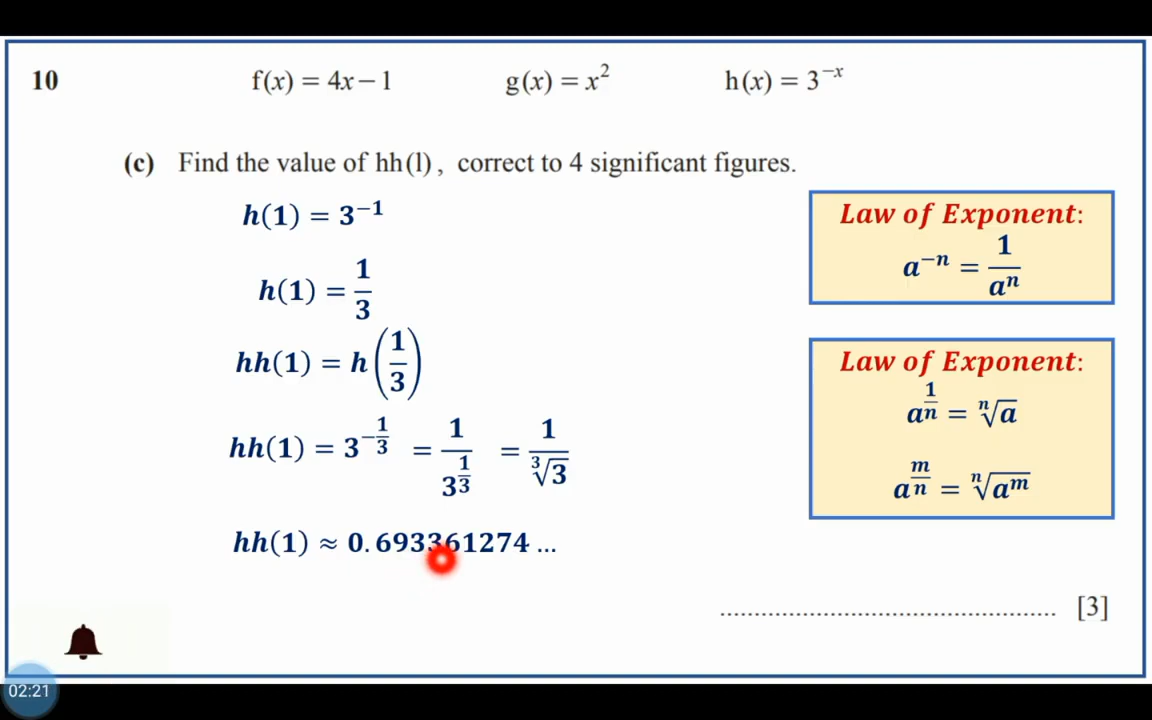 10 f(x) = 4x − 1 g(x) = x² h(x) = 3⁻ˣ
(c) Find the value of hh(l), correct to 4 significant figures.
h(1) = 3⁻¹
h(1) = 1/3
hh(1) = h(1/3)
hh(1) = 3^(−1/3) = 1/3^(1/3) = 1/∛3
hh(1) ≈ 0.693361274 ...
Law of Exponent:
a⁻ⁿ = 1/aⁿ
Law of Exponent:
a^(1/n) = ⁿ√a
a^(m/n) = ⁿ√aᵐ
................................................ [3]
02:21